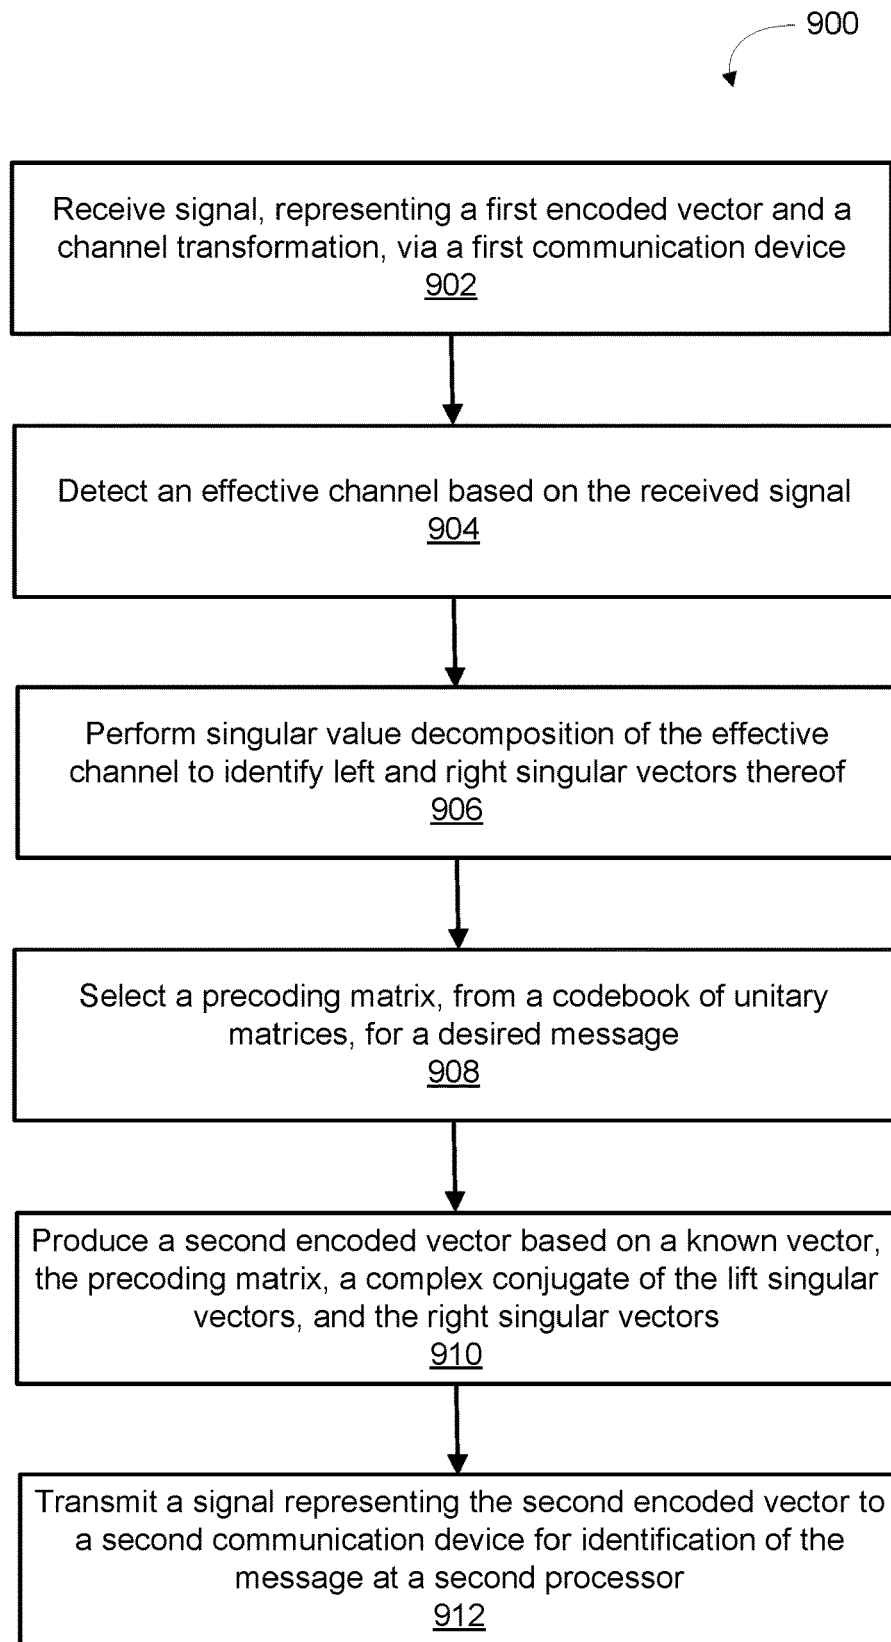 900
Receive signal, representing a first encoded vector and a
channel transformation, via a first communication device
902
Detect an effective channel based on the received signal
904
Perform singular value decomposition of the effective
channel to identify left and right singular vectors thereof
906
Select a precoding matrix, from a codebook of unitary
matrices, for a desired message
908
Produce a second encoded vector based on a known vector,
the precoding matrix, a complex conjugate of the lift singular
vectors, and the right singular vectors
910
Transmit a signal representing the second encoded vector to
a second communication device for identification of the
message at a second processor
912